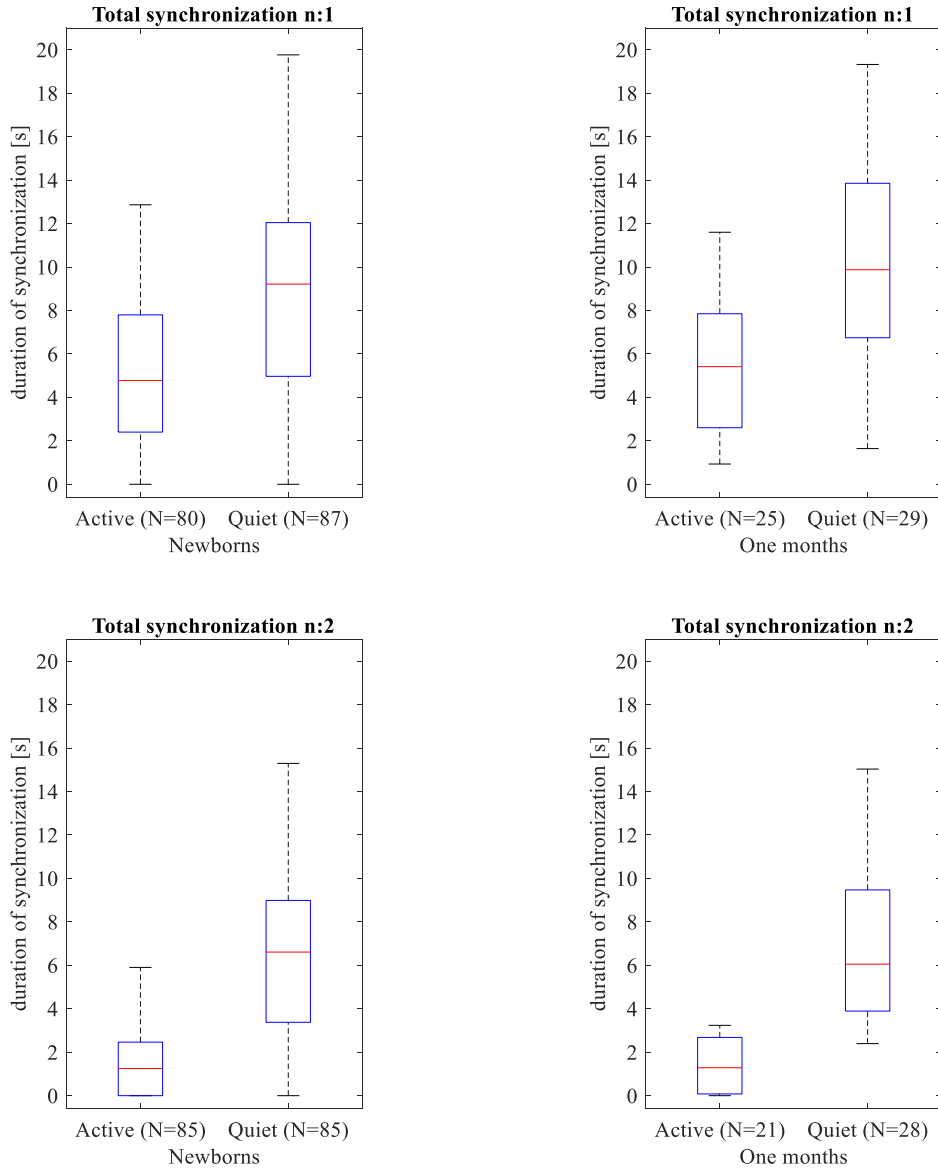 Total synchronization n:1
20
18
16
14
12
10
8
6
4
2
0
duration of synchronization [s]
Active (N=80) Quiet (N=87)
Newborns
Total synchronization n:1
20
18
16
14
12
10
8
6
4
2
0
duration of synchronization [s]
Active (N=25) Quiet (N=29)
One months
Total synchronization n:2
20
18
16
14
12
10
8
6
4
2
0
duration of synchronization [s]
Active (N=85) Quiet (N=85)
Newborns
Total synchronization n:2
20
18
16
14
12
10
8
6
4
2
0
duration of synchronization [s]
Active (N=21) Quiet (N=28)
One months